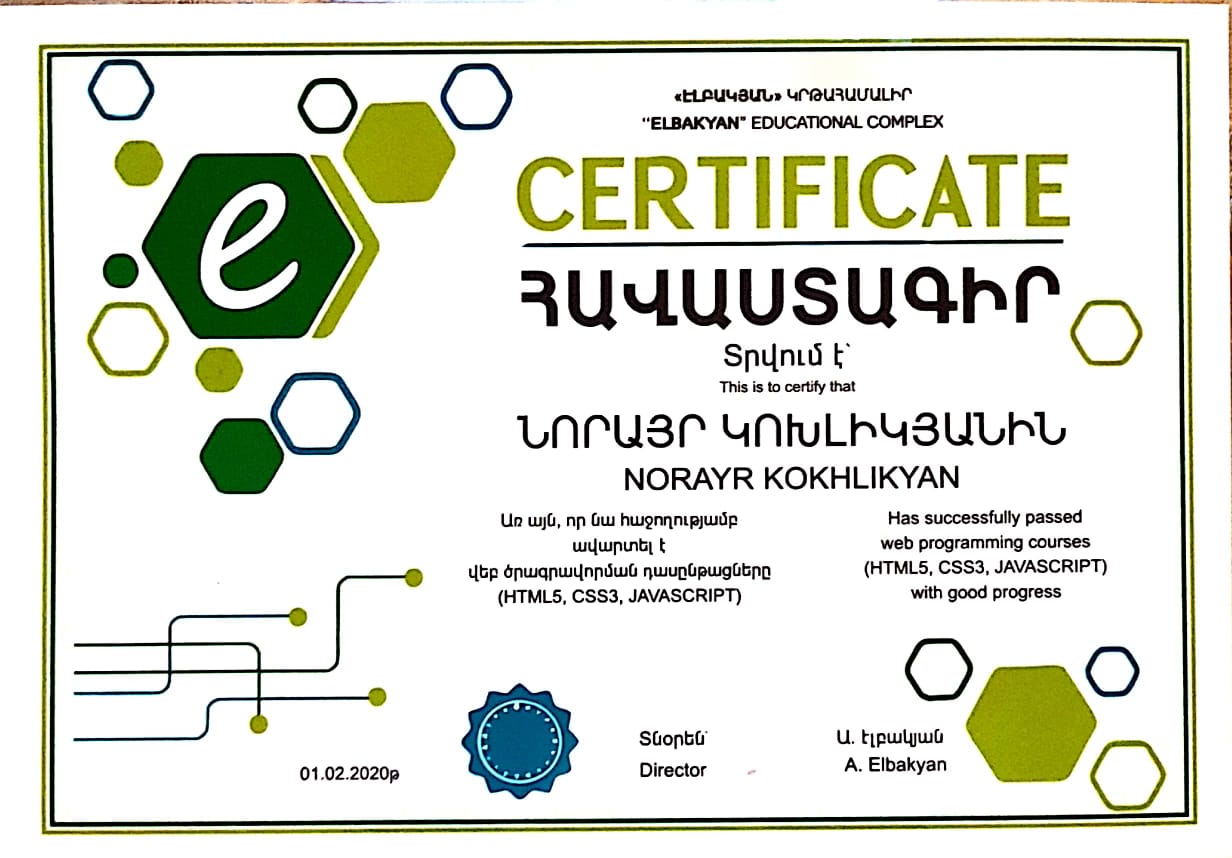 «ԷԼԲԱԿՅԱՆ» ԿՐԹԱՀԱՄԱԼԻՐ
“ELBAKYAN” EDUCATIONAL COMPLEX
CERTIFICATE
ՀԱՎԱՍՏԱԳԻՐ
Տրվում է՝
This is to certify that
ՆՈՐԱՅՐ ԿՈԽԼԻԿՅԱՆԻՆ
NORAYR KOKHLIKYAN
Առ այն, որ նա հաջողությամբ
ավարտել է
վեբ ծրագրավորման դասընթացները
(HTML5, CSS3, JAVASCRIPT)
Has successfully passed
web programming courses
(HTML5, CSS3, JAVASCRIPT)
with good progress
01.02.2020թ
Տնօրեն՝
Director
Ա. Էլբակյան
A. Elbakyan
e